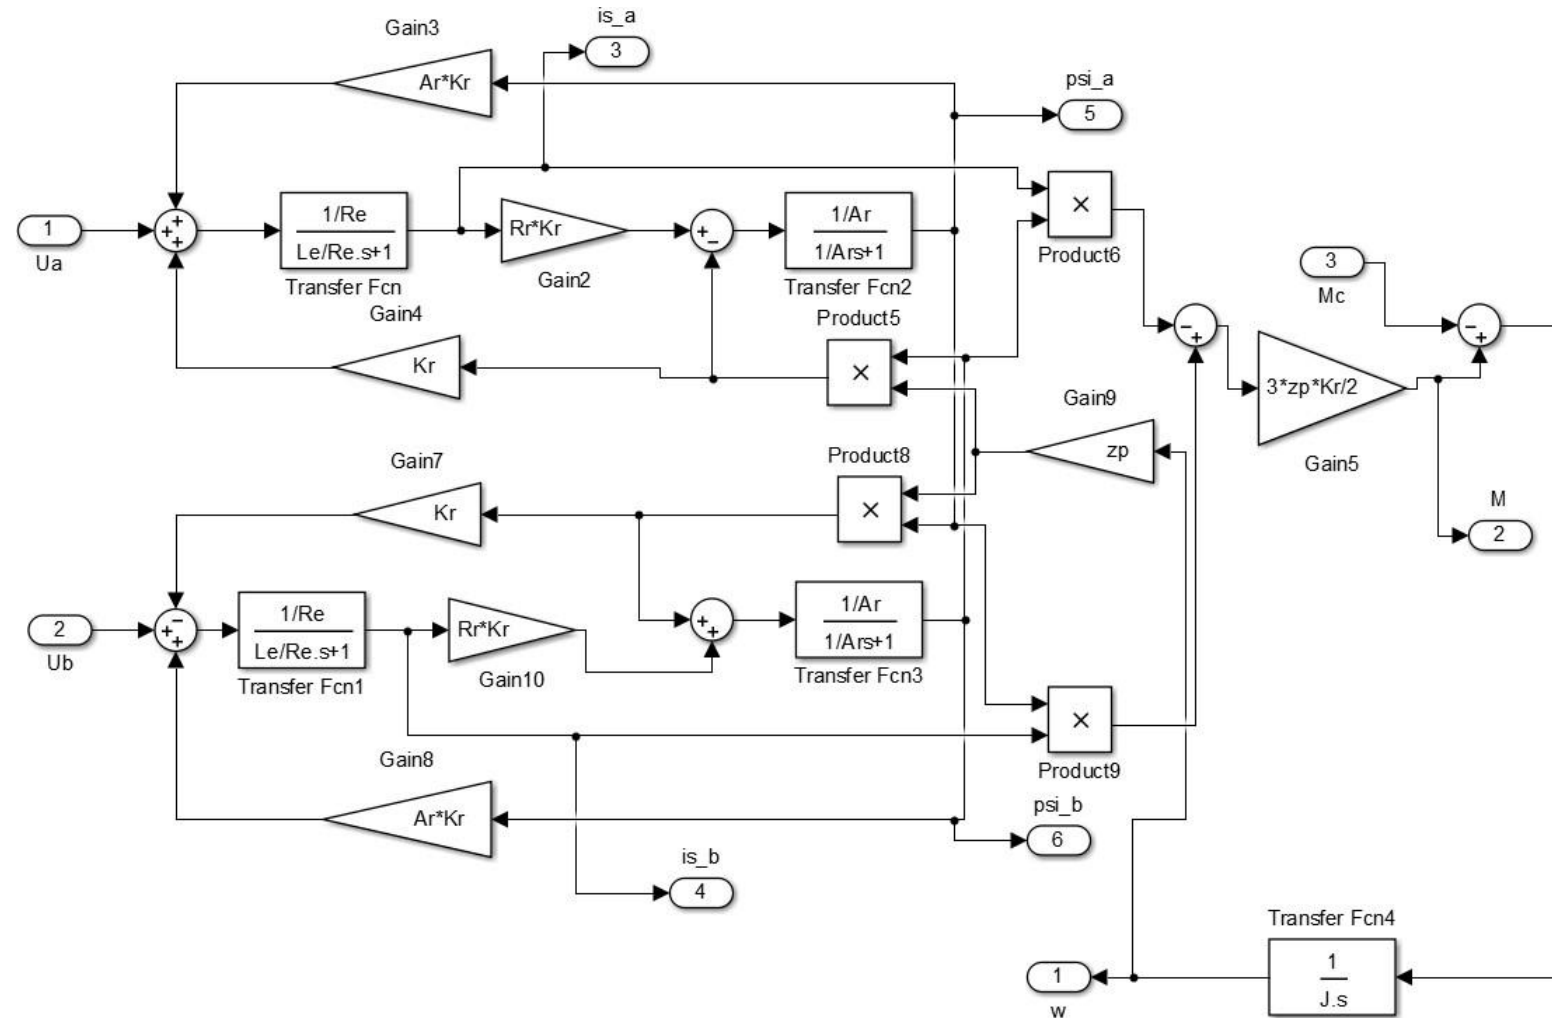 is_a
3
Gain3
Ar*Kr
psi_a
5
1
Ua
+
+
+
1/Re
Le/Re.s+1
Transfer Fcn
Rr*Kr
Gain2
+
−
1/Ar
1/Ars+1
Transfer Fcn2
×
Product6
3
Mc
Gain4
Kr
Product5
×
−
+
−
+
3*zp*Kr/2
Gain5
Gain9
zp
Gain7
Kr
Product8
×
M
2
2
Ub
−
+
+
1/Re
Le/Re.s+1
Transfer Fcn1
Rr*Kr
Gain10
+
+
1/Ar
1/Ars+1
Transfer Fcn3
×
Product9
Gain8
Ar*Kr
psi_b
6
is_b
4
Transfer Fcn4
1
J.s
1
w